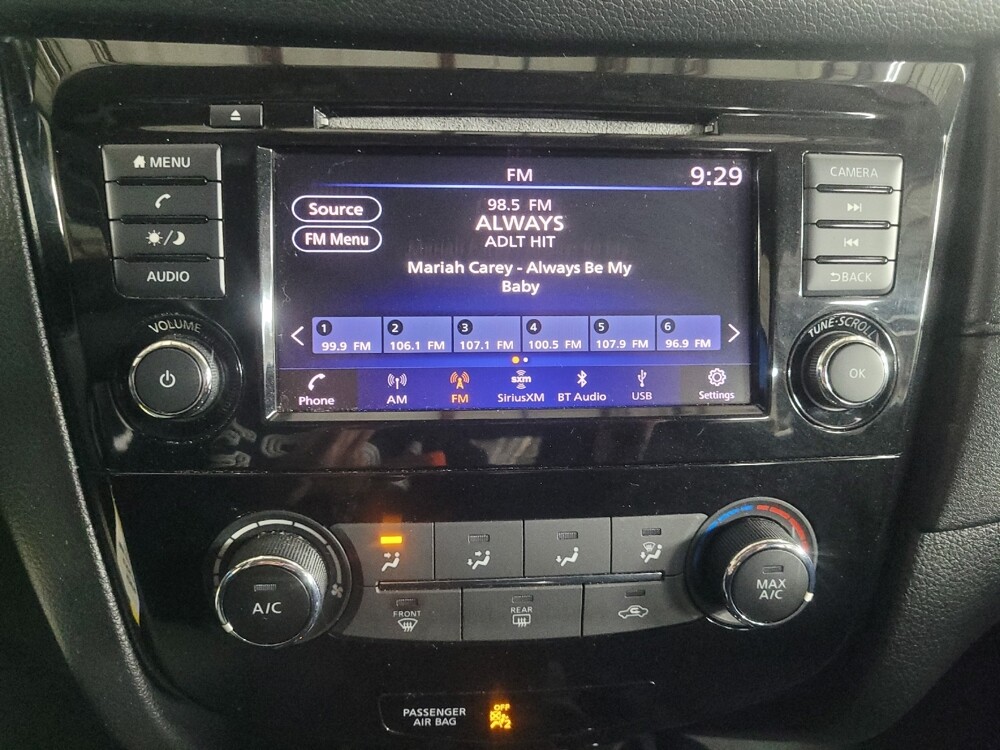 MENU
AUDIO
VOLUME
FM
9:29
Source
FM Menu
98.5 FM
ALWAYS
ADLT HIT
Mariah Carey - Always Be My
Baby
1
99.9 FM
2
106.1 FM
3
107.1 FM
4
100.5 FM
5
107.9 FM
6
96.9 FM
Phone
AM
FM
sxm
SiriusXM
BT Audio
USB
Settings
CAMERA
BACK
TUNE·SCROLL
OK
A/C
FRONT
REAR
MAX
A/C
PASSENGER
AIR BAG
OFF